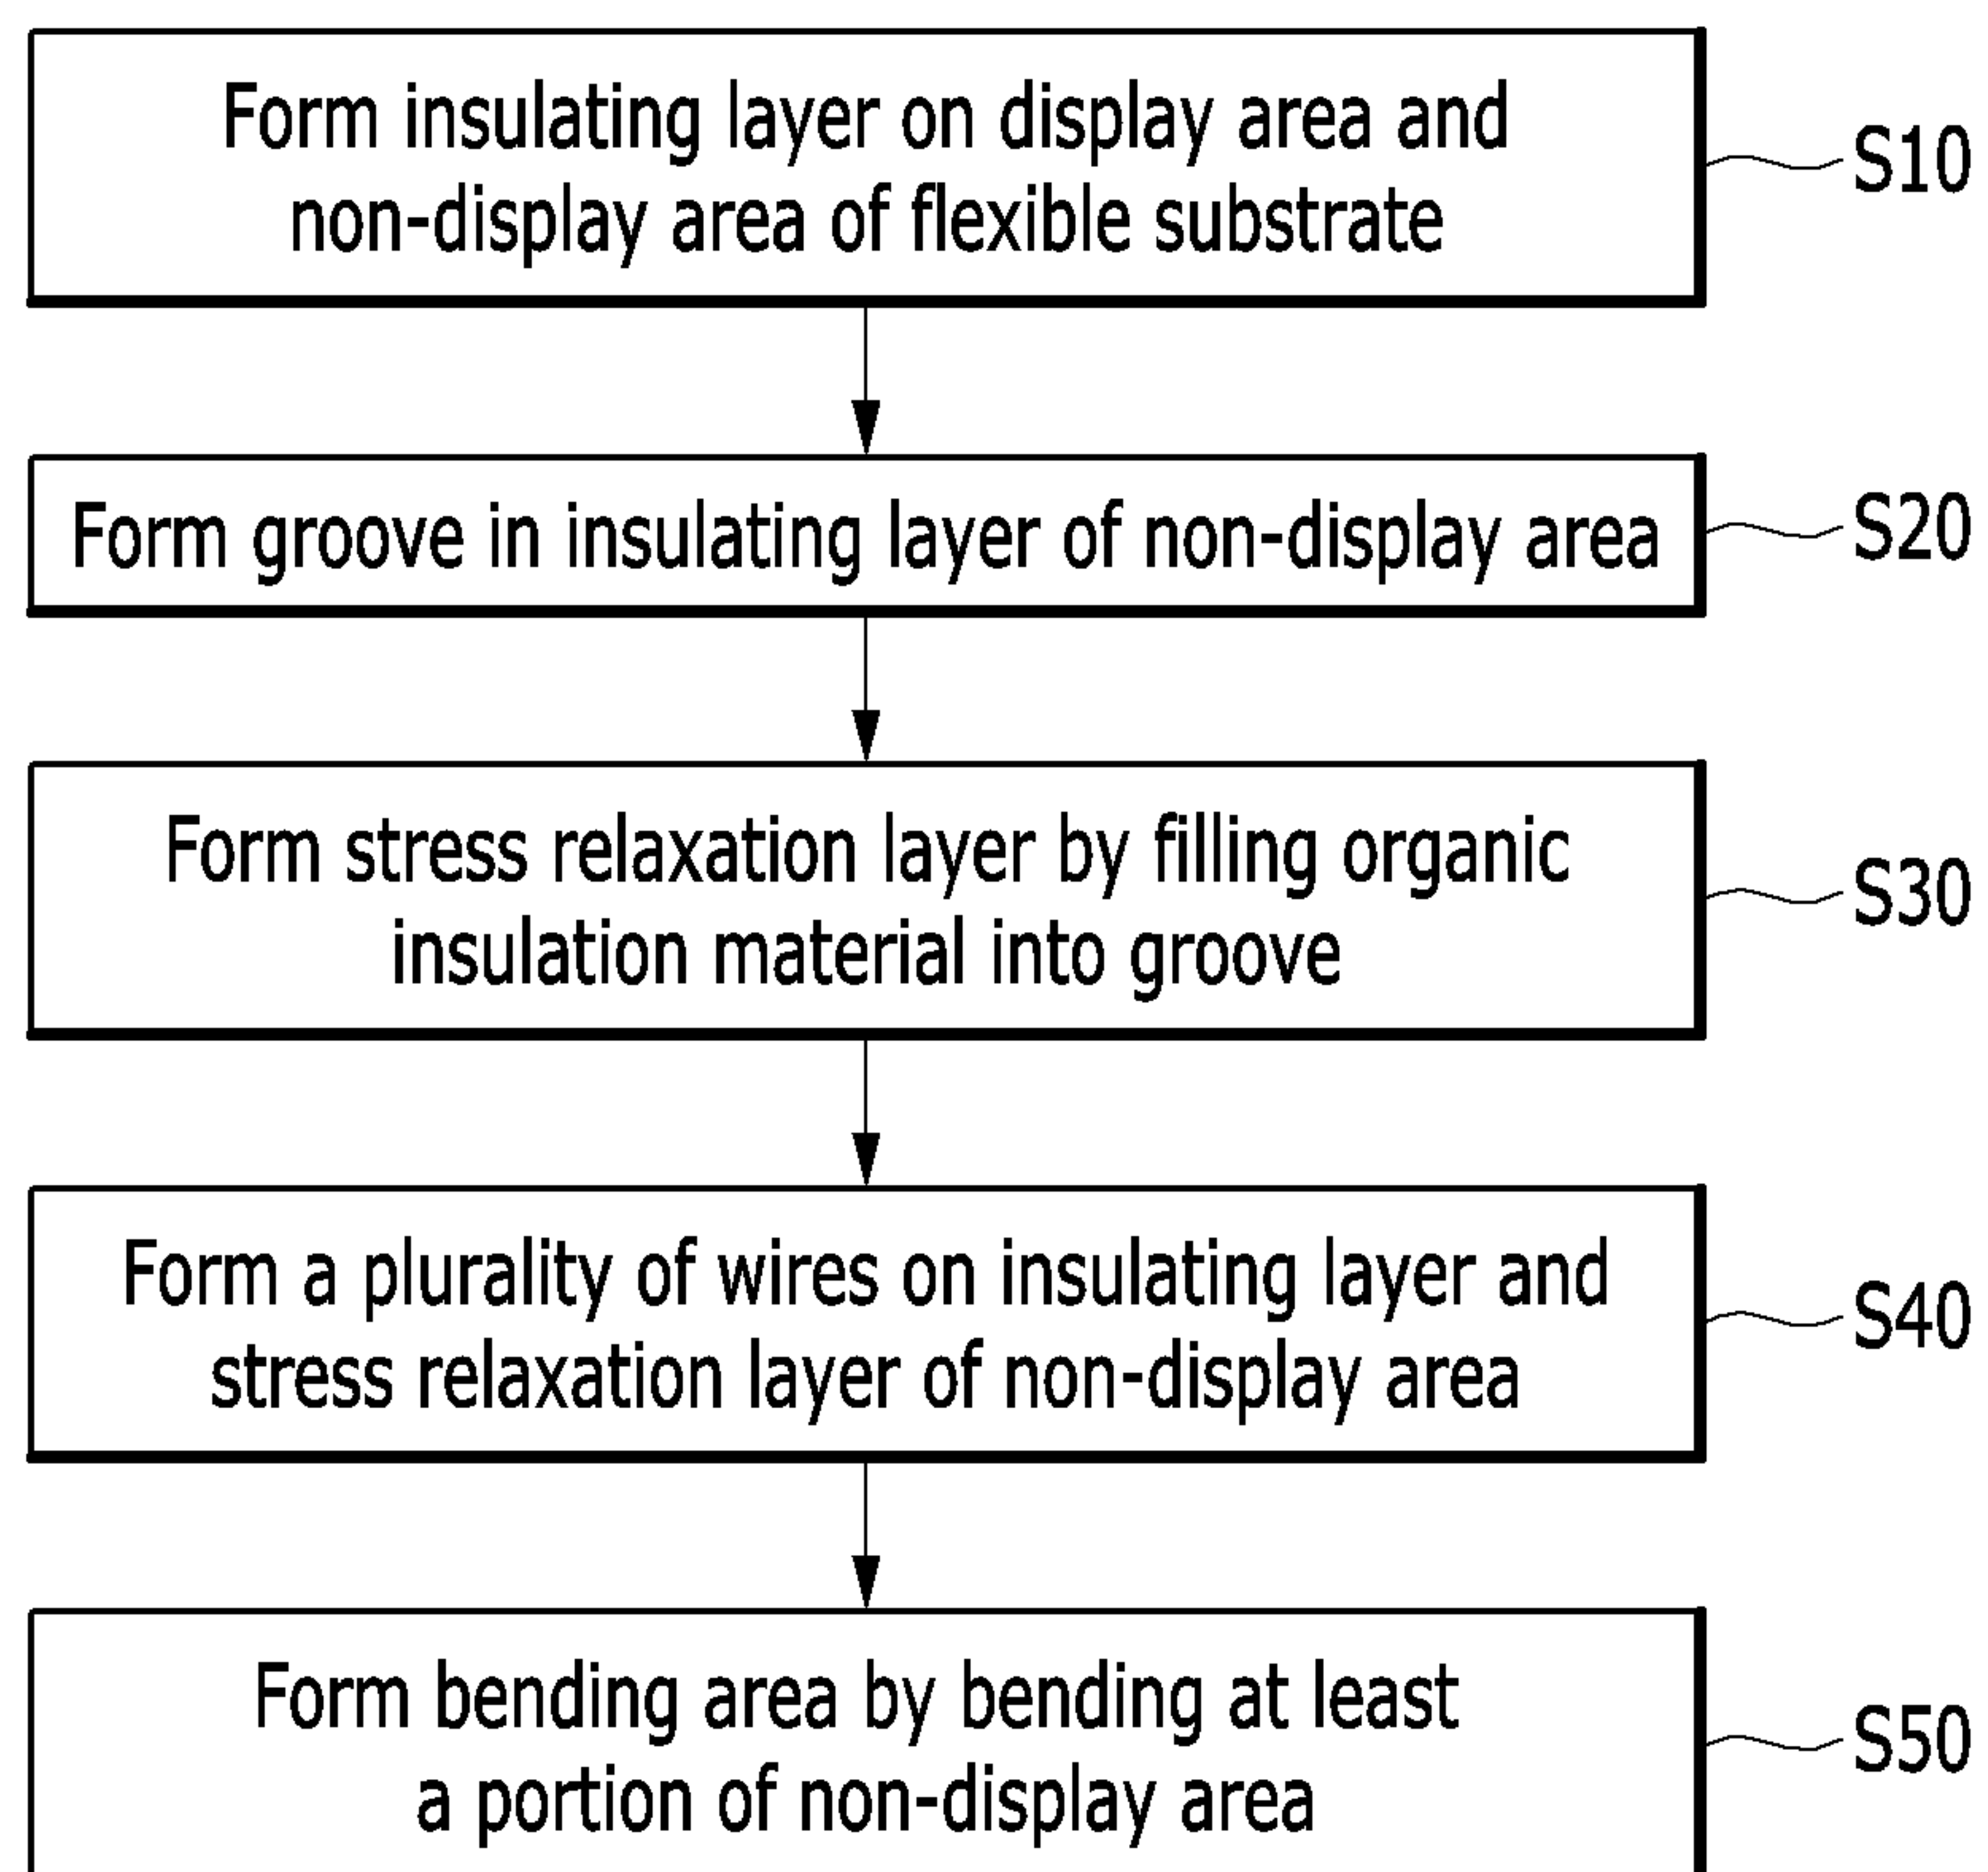 Form insulating layer on display area and
non-display area of flexible substrate
S10
Form groove in insulating layer of non-display area
S20
Form stress relaxation layer by filling organic
insulation material into groove
S30
Form a plurality of wires on insulating layer and
stress relaxation layer of non-display area
S40
Form bending area by bending at least
a portion of non-display area
S50